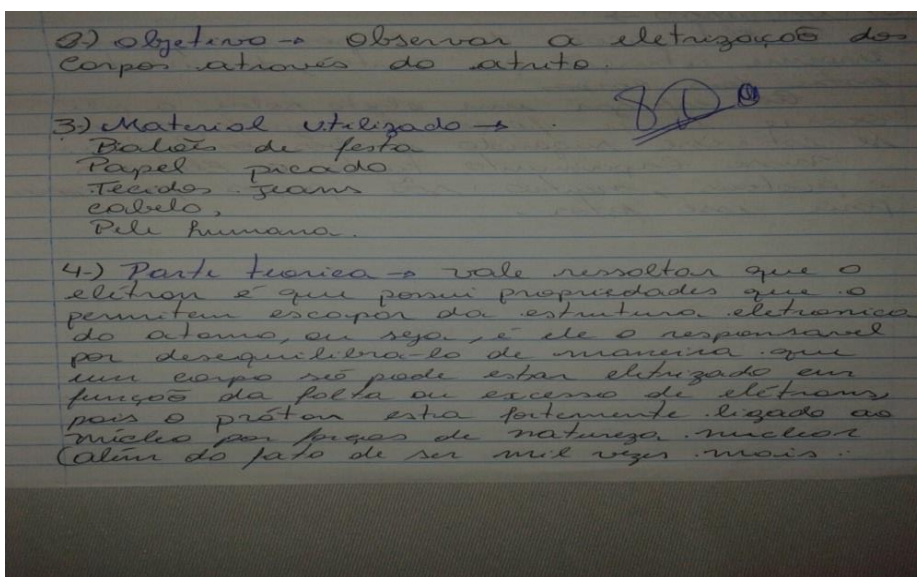 2-) objetivo → Observar a eletrização dos
Corpos através do atrito.
3-) Material utilizado →
8D
Balões de festa
Papel picado
Tecidos Jeans
cabelo,
Pele humana.
4-) Parte teorica → vale ressaltar que o
elétron é que possui propriedades que o
permitem escapar da estrutura eletronica
do atomo, ou seja, é ele o responsavel
por desequilibra-lo de maneira que
um corpo só pode estar eletrizado em
função da falta ou excesso de elétrons,
pois o próton esta fortemente ligado ao
núcleo por forças de natureza nuclear
(além do fato de ser mil vezes mais.